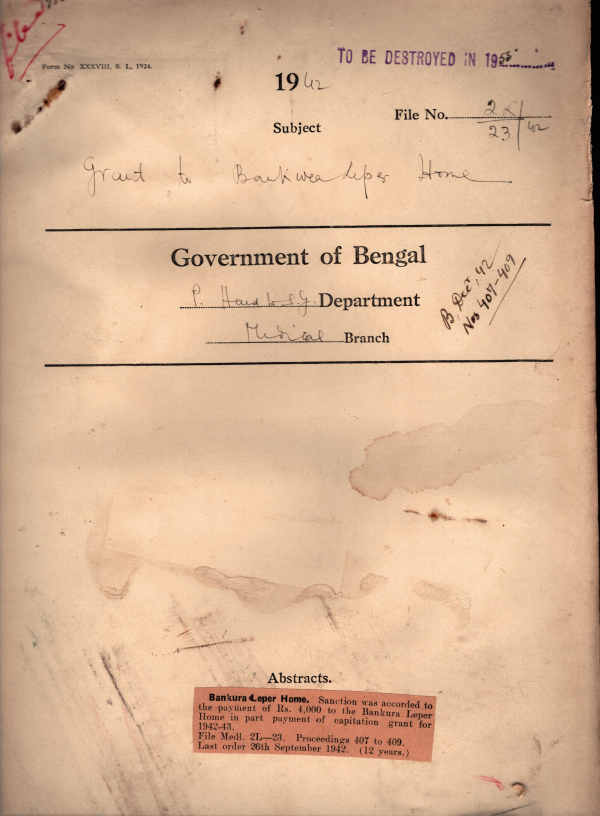 Form No. XXXVIII, S. L., 1924.
TO BE DESTROYED IN 1955
1942
File No. 2L/23/42
Subject
Grant to Bankura Leper Home
Government of Bengal
P. H. and L. S. G. Department
Medical Branch
B, Decr, 42
Nos 407-409
Abstracts.
Bankura Leper Home. Sanction was accorded to
the payment of Rs. 4,000 to the Bankura Leper
Home in part payment of capitation grant for
1942-43.
File Medl. 2L—23. Proceedings 407 to 409.
Last order 26th September 1942. (12 years.)